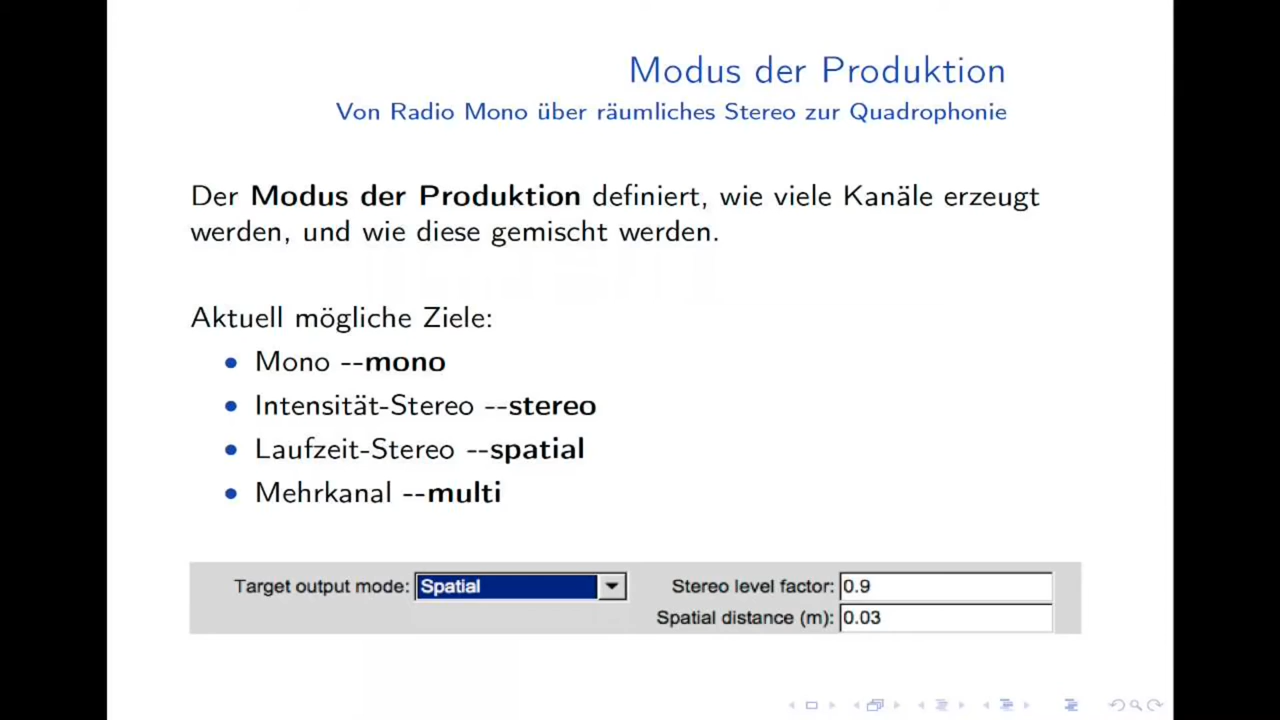 Modus der Produktion
Von Radio Mono über räumliches Stereo zur Quadrophonie
Der Modus der Produktion definiert, wie viele Kanäle erzeugt
werden, und wie diese gemischt werden.
Aktuell mögliche Ziele:
• Mono --mono
• Intensität-Stereo --stereo
• Laufzeit-Stereo --spatial
• Mehrkanal --multi
Target output mode: Spatial Stereo level factor: 0.9
Spatial distance (m): 0.03